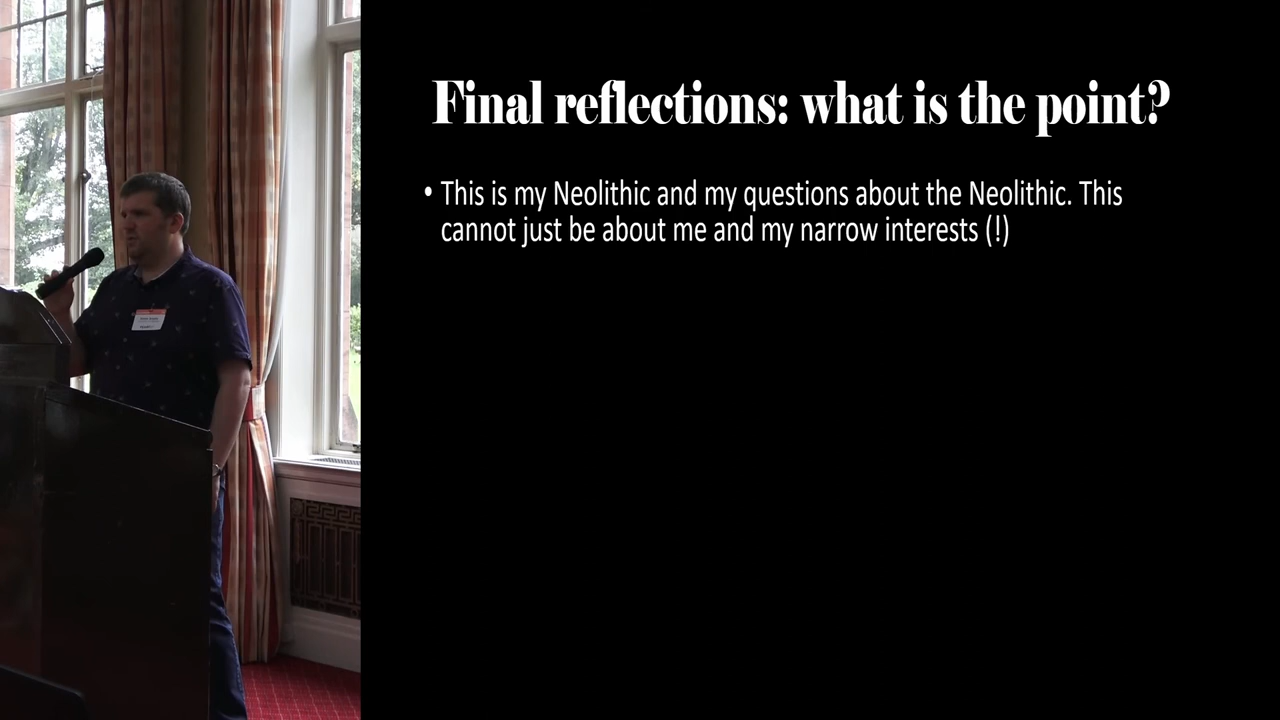 Final reflections: what is the point?
• This is my Neolithic and my questions about the Neolithic. This
cannot just be about me and my narrow interests (!)